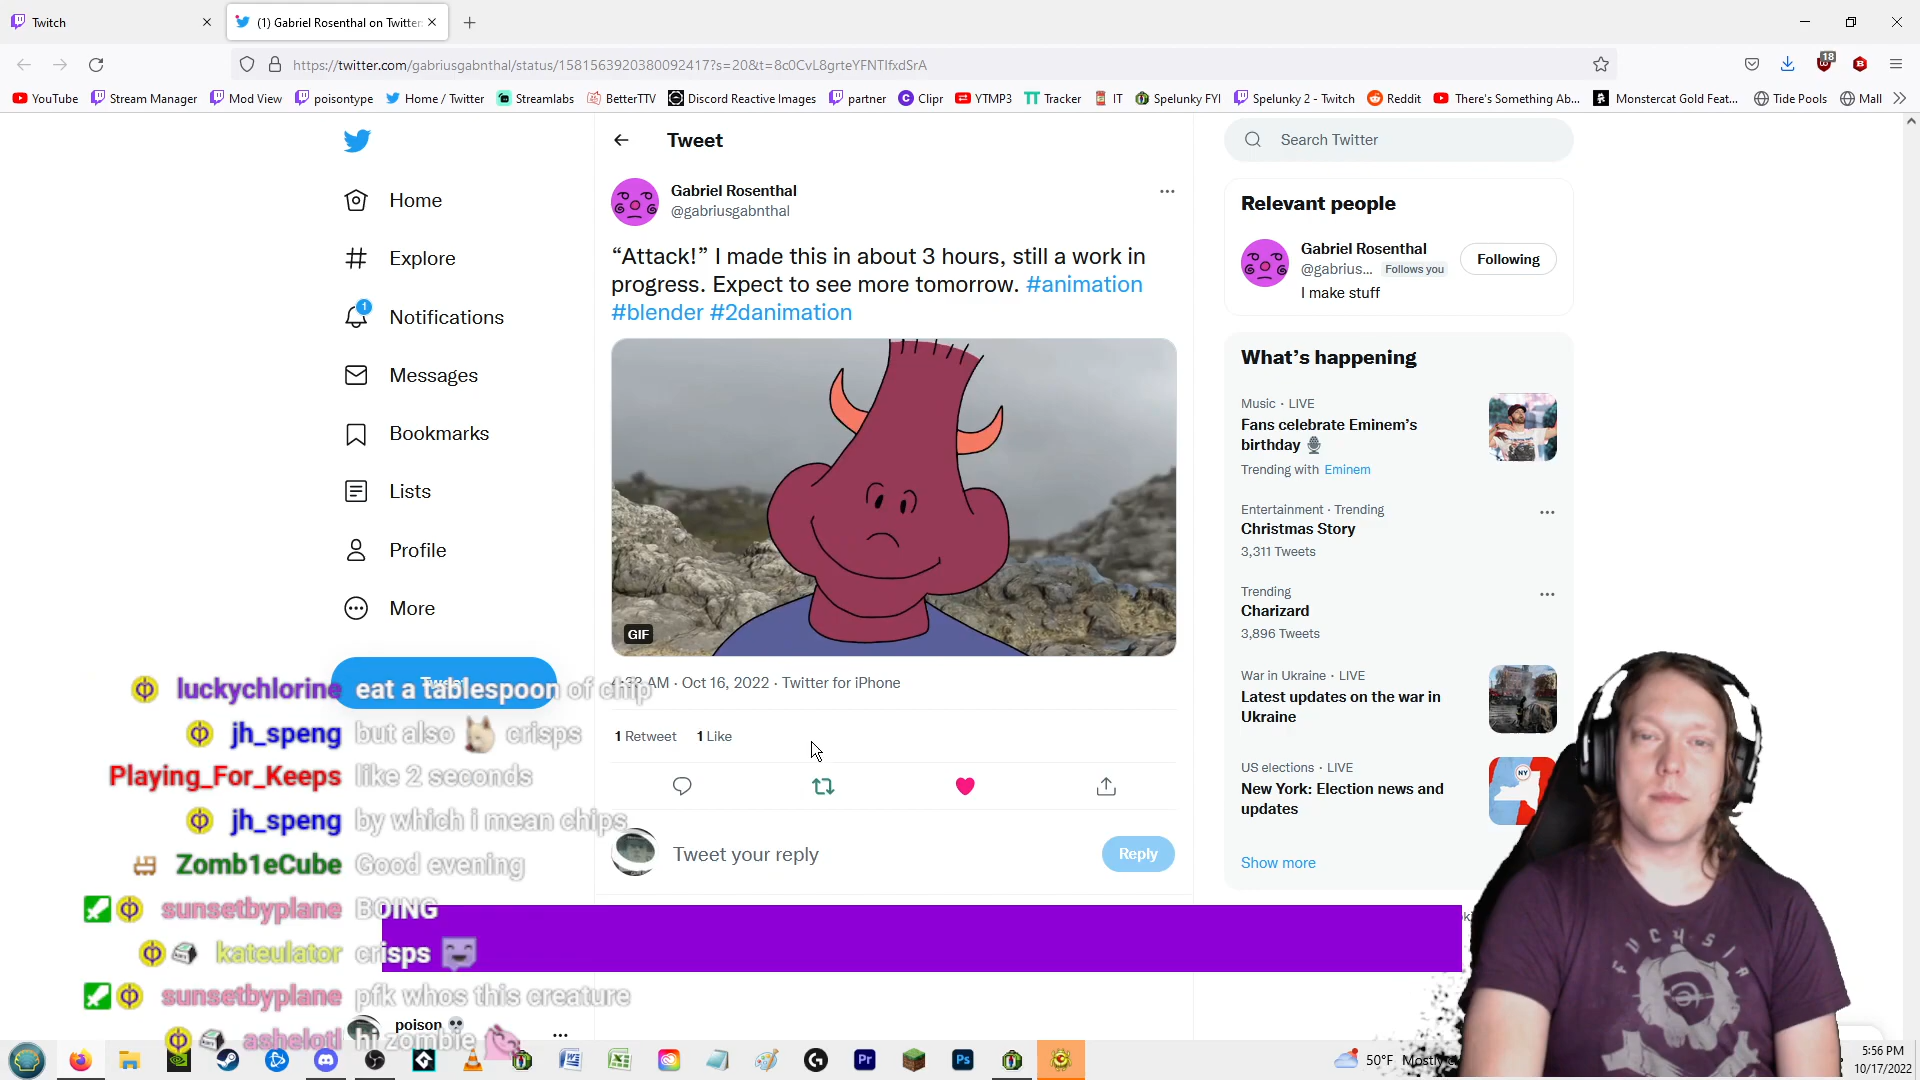 Twitch
(1) Gabriel Rosenthal on Twitter
https://twitter.com/gabriusgabnthal/status/1581563920380092417?s=20&t=8c0CvL8grteYFNTIfxdSrA
18
YouTube Stream Manager Mod View poisontype Home / Twitter Streamlabs BetterTTV Discord Reactive Images partner Clipr YTMP3 Tracker IT Spelunky FYI Spelunky 2 - Twitch Reddit There's Something Ab... Monstercat Gold Feat... Tide Pools Mall
Tweet
Search Twitter
Gabriel Rosenthal
@gabriusgabnthal
“Attack!” I made this in about 3 hours, still a work in
progress. Expect to see more tomorrow. #animation
#blender #2danimation
GIF
AM · Oct 16, 2022 · Twitter for iPhone
1 Retweet 1 Like
Tweet your reply
Reply
Home
Explore
1
Notifications
Messages
Bookmarks
Lists
Profile
More
Relevant people
Gabriel Rosenthal
@gabrius... Follows you
Following
I make stuff
What’s happening
Music · LIVE
Fans celebrate Eminem’s
birthday
Trending with Eminem
Entertainment · Trending
Christmas Story
3,311 Tweets
Trending
Charizard
3,896 Tweets
War in Ukraine · LIVE
Latest updates on the war in
Ukraine
US elections · LIVE
New York: Election news and
updates
NY
Show more
luckychlorine eat a tablespoon of chip
jh_speng but also crisps
Playing_For_Keeps like 2 seconds
jh_speng by which i mean chips
Zomb1eCube Good evening
sunsetbyplane BOING
kateulator crisps
sunsetbyplane pfk whos this creature
ashelotl hi zombie
poison
FUCYSIA
50°F Mostly
5:56 PM
10/17/2022